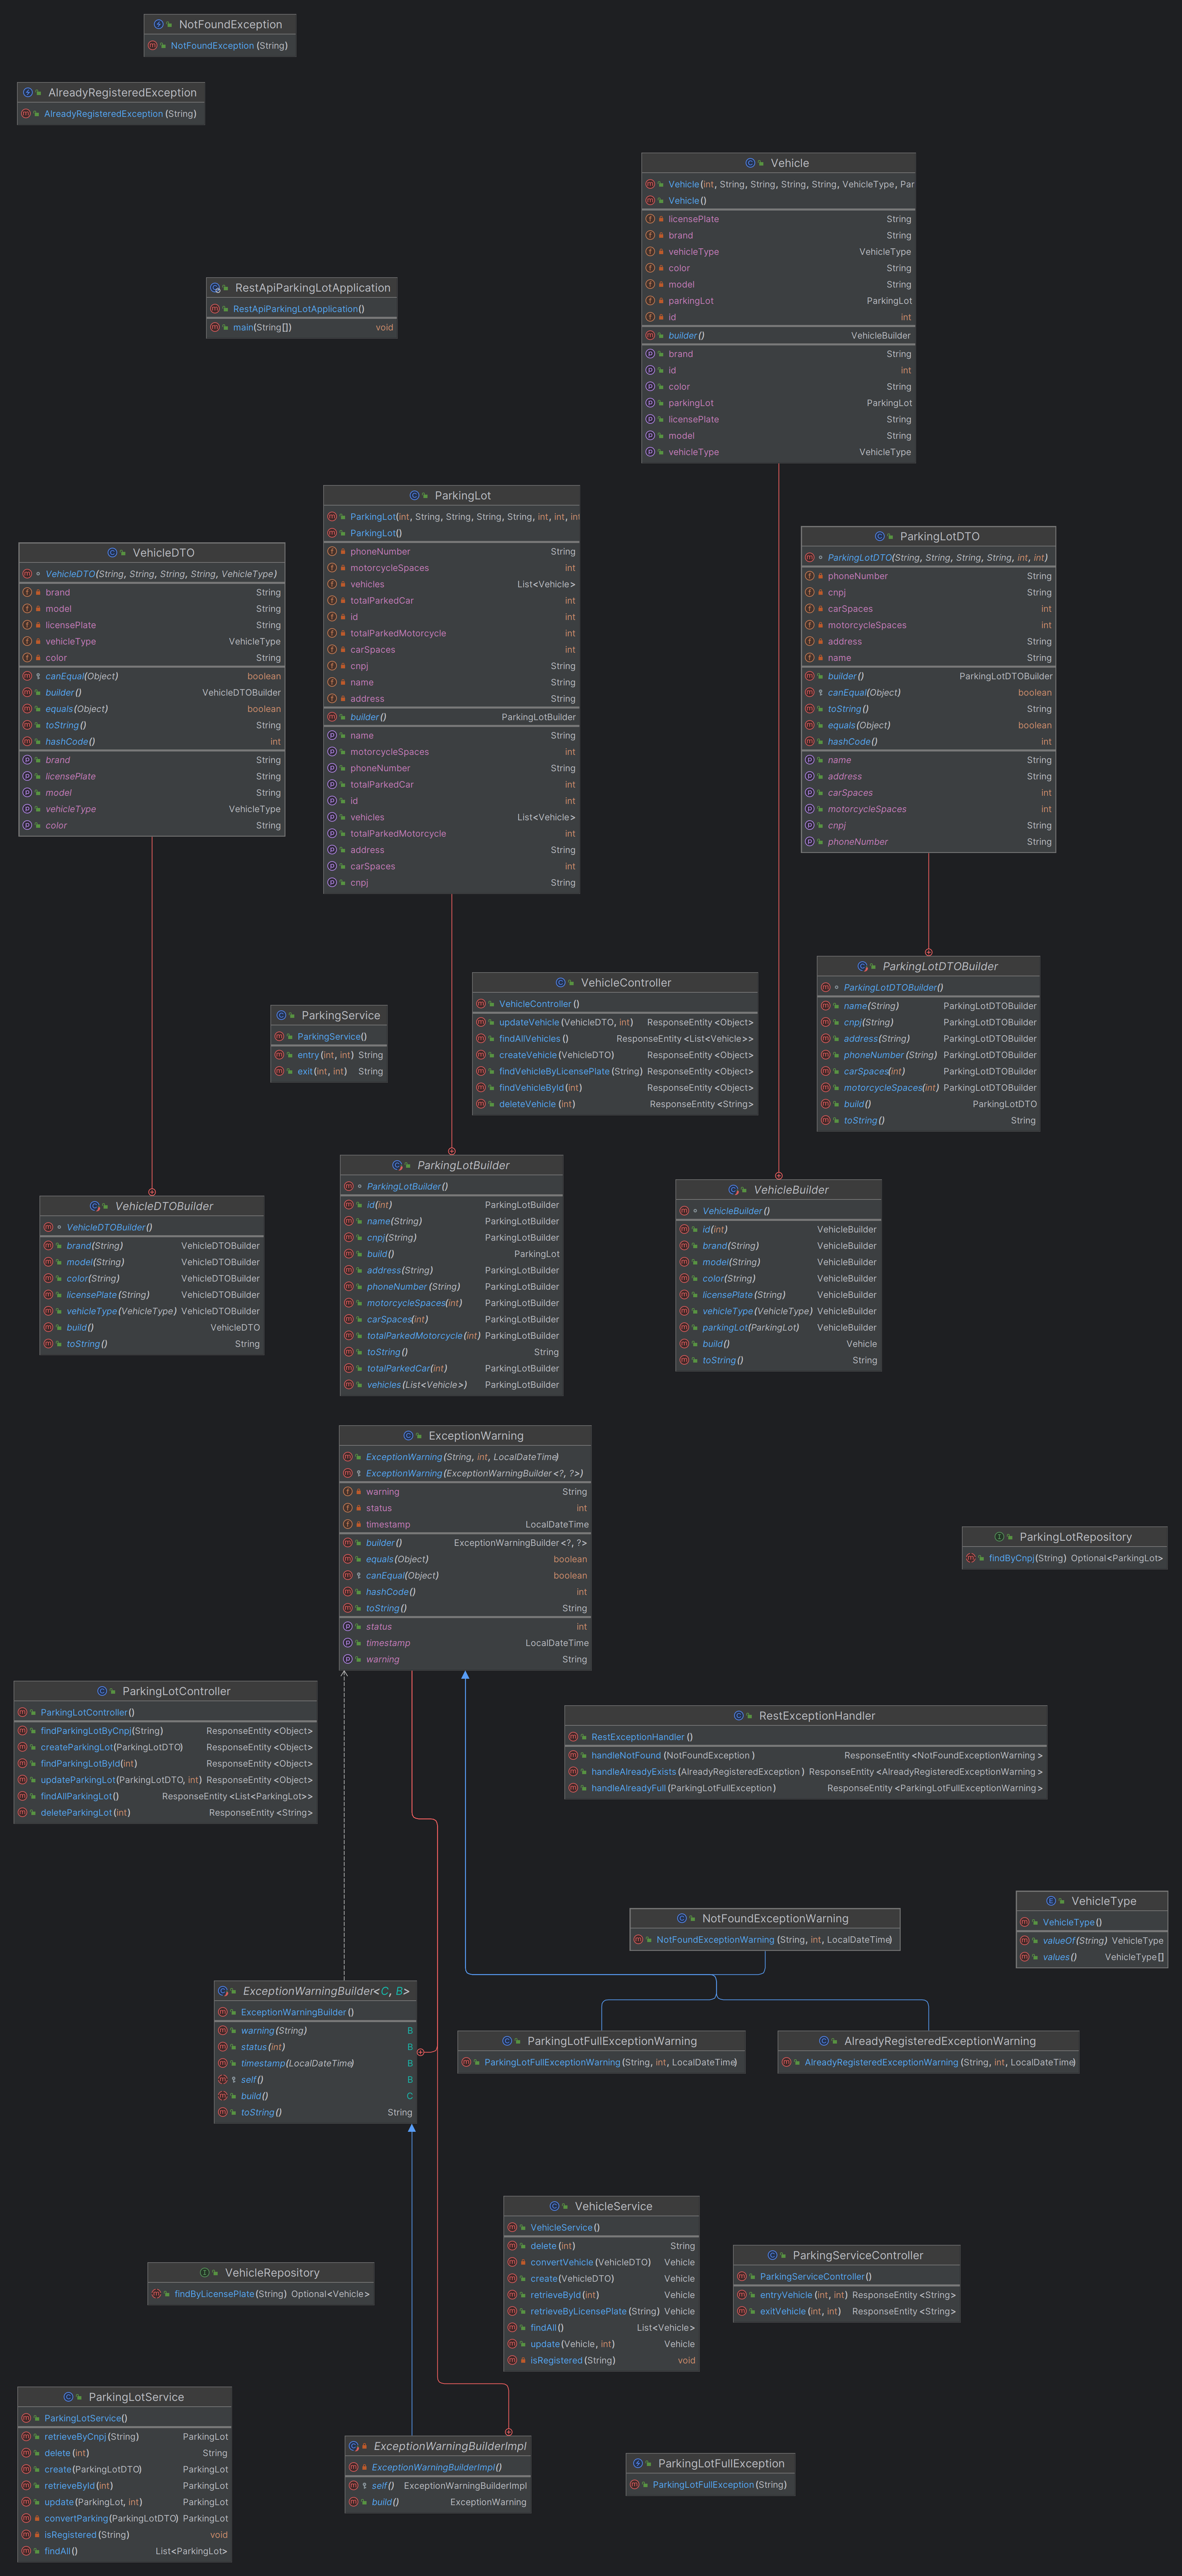 NotFoundException
NotFoundException (String)
AlreadyRegisteredException
AlreadyRegisteredException (String)
Vehicle
Vehicle (int, String, String, String, String, VehicleType, Par
Vehicle ()
licensePlate String
brand String
vehicleType VehicleType
color String
model String
parkingLot ParkingLot
id int
builder () VehicleBuilder
brand String
id int
color String
parkingLot ParkingLot
licensePlate String
model String
vehicleType VehicleType
RestApiParkingLotApplication
RestApiParkingLotApplication()
main(String[]) void
ParkingLot
ParkingLot(int, String, String, String, String, int, int, int
ParkingLot()
phoneNumber String
motorcycleSpaces int
vehicles List<Vehicle>
totalParkedCar int
id int
totalParkedMotorcycle int
carSpaces int
cnpj String
name String
address String
builder() ParkingLotBuilder
name String
motorcycleSpaces int
phoneNumber String
totalParkedCar int
id int
vehicles List<Vehicle>
totalParkedMotorcycle int
address String
carSpaces int
cnpj String
ParkingLotDTO
ParkingLotDTO(String, String, String, String, int, int)
phoneNumber String
cnpj String
carSpaces int
motorcycleSpaces int
address String
name String
builder() ParkingLotDTOBuilder
canEqual(Object) boolean
toString() String
equals(Object) boolean
hashCode() int
name String
address String
carSpaces int
motorcycleSpaces int
cnpj String
phoneNumber String
VehicleDTO
VehicleDTO(String, String, String, String, VehicleType)
brand String
model String
licensePlate String
vehicleType VehicleType
color String
canEqual(Object) boolean
builder() VehicleDTOBuilder
equals(Object) boolean
toString() String
hashCode() int
brand String
licensePlate String
model String
vehicleType VehicleType
color String
ParkingLotDTOBuilder
ParkingLotDTOBuilder()
name(String) ParkingLotDTOBuilder
cnpj(String) ParkingLotDTOBuilder
address(String) ParkingLotDTOBuilder
phoneNumber (String) ParkingLotDTOBuilder
carSpaces(int) ParkingLotDTOBuilder
motorcycleSpaces(int) ParkingLotDTOBuilder
build() ParkingLotDTO
toString() String
VehicleController
VehicleController ()
updateVehicle (VehicleDTO, int) ResponseEntity <Object>
findAllVehicles () ResponseEntity <List<Vehicle>>
createVehicle (VehicleDTO) ResponseEntity <Object>
findVehicleByLicensePlate (String) ResponseEntity <Object>
findVehicleById(int) ResponseEntity <Object>
deleteVehicle (int) ResponseEntity <String>
ParkingService
ParkingService()
entry(int, int) String
exit(int, int) String
ParkingLotBuilder
ParkingLotBuilder()
id(int) ParkingLotBuilder
name(String) ParkingLotBuilder
cnpj(String) ParkingLotBuilder
build() ParkingLot
address(String) ParkingLotBuilder
phoneNumber (String) ParkingLotBuilder
motorcycleSpaces(int) ParkingLotBuilder
carSpaces(int) ParkingLotBuilder
totalParkedMotorcycle (int) ParkingLotBuilder
toString() String
totalParkedCar(int) ParkingLotBuilder
vehicles(List<Vehicle>) ParkingLotBuilder
VehicleBuilder
VehicleBuilder()
id(int) VehicleBuilder
brand(String) VehicleBuilder
model(String) VehicleBuilder
color(String) VehicleBuilder
licensePlate (String) VehicleBuilder
vehicleType (VehicleType) VehicleBuilder
parkingLot (ParkingLot) VehicleBuilder
build() Vehicle
toString() String
VehicleDTOBuilder
VehicleDTOBuilder()
brand(String) VehicleDTOBuilder
model(String) VehicleDTOBuilder
color(String) VehicleDTOBuilder
licensePlate (String) VehicleDTOBuilder
vehicleType (VehicleType) VehicleDTOBuilder
build() VehicleDTO
toString() String
ExceptionWarning
ExceptionWarning(String, int, LocalDateTime)
ExceptionWarning(ExceptionWarningBuilder <?, ?>)
warning String
status int
timestamp LocalDateTime
builder() ExceptionWarningBuilder <?, ?>
equals(Object) boolean
canEqual(Object) boolean
hashCode() int
toString() String
status int
timestamp LocalDateTime
warning String
ParkingLotRepository
findByCnpj(String) Optional<ParkingLot>
ParkingLotController
ParkingLotController()
findParkingLotByCnpj(String) ResponseEntity <Object>
createParkingLot (ParkingLotDTO) ResponseEntity <Object>
findParkingLotById(int) ResponseEntity <Object>
updateParkingLot(ParkingLotDTO, int) ResponseEntity <Object>
findAllParkingLot() ResponseEntity <List<ParkingLot>>
deleteParkingLot (int) ResponseEntity <String>
RestExceptionHandler
RestExceptionHandler ()
handleNotFound (NotFoundException ) ResponseEntity <NotFoundExceptionWarning >
handleAlreadyExists (AlreadyRegisteredException ) ResponseEntity <AlreadyRegisteredExceptionWarning >
handleAlreadyFull (ParkingLotFullException) ResponseEntity <ParkingLotFullExceptionWarning>
VehicleType
VehicleType()
valueOf(String) VehicleType
values() VehicleType[]
NotFoundExceptionWarning
NotFoundExceptionWarning (String, int, LocalDateTime)
ExceptionWarningBuilder<C, B>
ExceptionWarningBuilder()
warning(String) B
status(int) B
timestamp(LocalDateTime) B
self() B
build() C
toString() String
ParkingLotFullExceptionWarning
ParkingLotFullExceptionWarning (String, int, LocalDateTime)
AlreadyRegisteredExceptionWarning
AlreadyRegisteredExceptionWarning (String, int, LocalDateTime)
VehicleService
VehicleService()
delete (int) String
convertVehicle (VehicleDTO) Vehicle
create(VehicleDTO) Vehicle
retrieveById(int) Vehicle
retrieveByLicensePlate (String) Vehicle
findAll() List<Vehicle>
update(Vehicle, int) Vehicle
isRegistered(String) void
ParkingServiceController
ParkingServiceController()
entryVehicle (int, int) ResponseEntity <String>
exitVehicle (int, int) ResponseEntity <String>
VehicleRepository
findByLicensePlate(String) Optional<Vehicle>
ParkingLotService
ParkingLotService()
retrieveByCnpj(String) ParkingLot
delete (int) String
create(ParkingLotDTO) ParkingLot
retrieveById(int) ParkingLot
update(ParkingLot, int) ParkingLot
convertParking(ParkingLotDTO) ParkingLot
isRegistered(String) void
findAll() List<ParkingLot>
ExceptionWarningBuilderImpl
ExceptionWarningBuilderImpl()
self() ExceptionWarningBuilderImpl
build() ExceptionWarning
ParkingLotFullException
ParkingLotFullException(String)